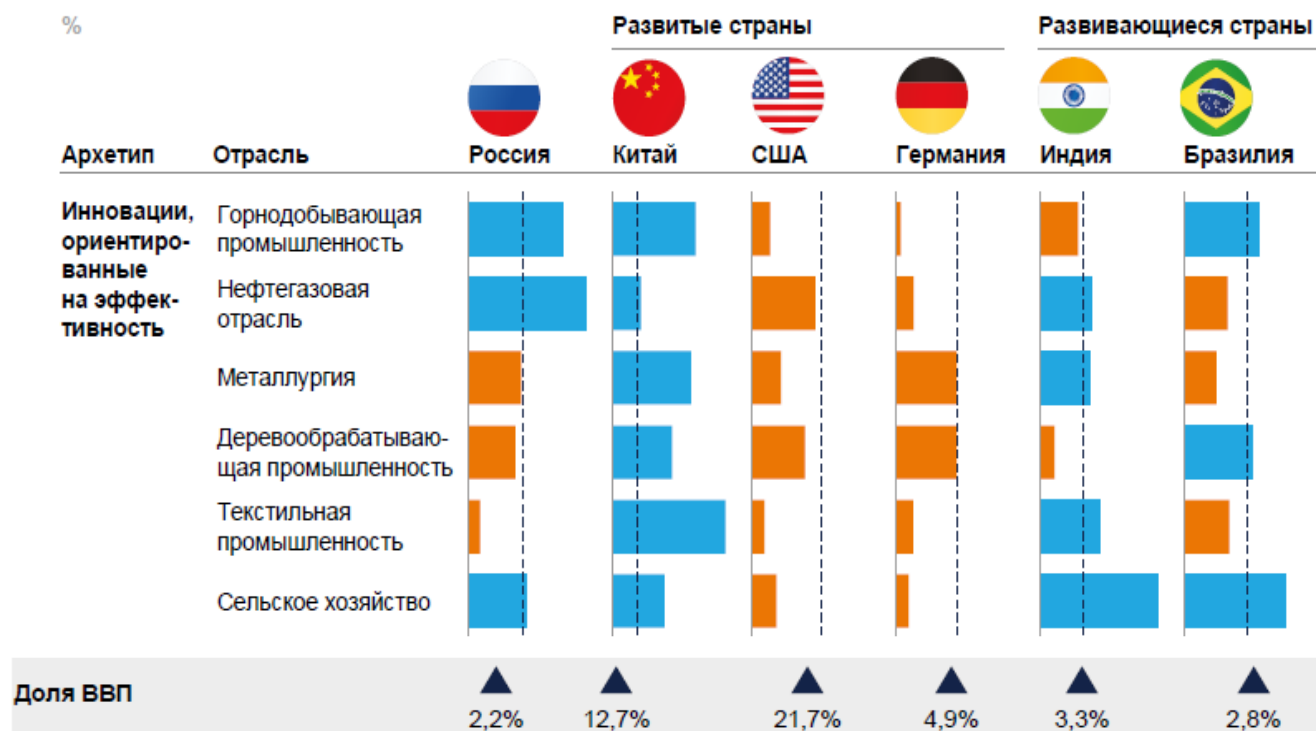 %
Развитые страны
Развивающиеся страны
Архетип
Отрасль
Россия
Китай
США
Германия
Индия
Бразилия
Инновации,
ориентиро-
ванные
на эффек-
тивность
Горнодобывающая
промышленность
Нефтегазовая
отрасль
Металлургия
Деревообрабатываю-
щая промышленность
Текстильная
промышленность
Сельское хозяйство
Доля ВВП
2,2%
12,7%
21,7%
4,9%
3,3%
2,8%